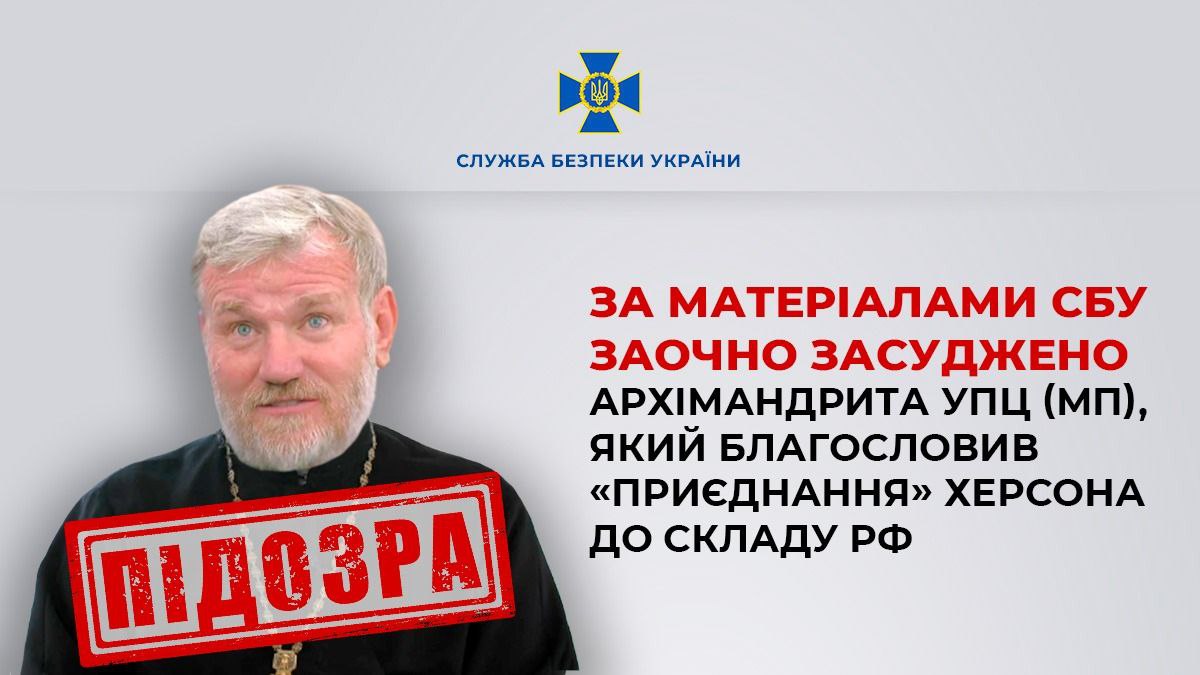 СЛУЖБА БЕЗПЕКИ УКРАЇНИ
ЗА МАТЕРІАЛАМИ СБУ
ЗАОЧНО ЗАСУДЖЕНО
АРХІМАНДРИТА УПЦ (МП),
ЯКИЙ БЛАГОСЛОВИВ
«ПРИЄДНАННЯ» ХЕРСОНА
ДО СКЛАДУ РФ
ПІДОЗРА